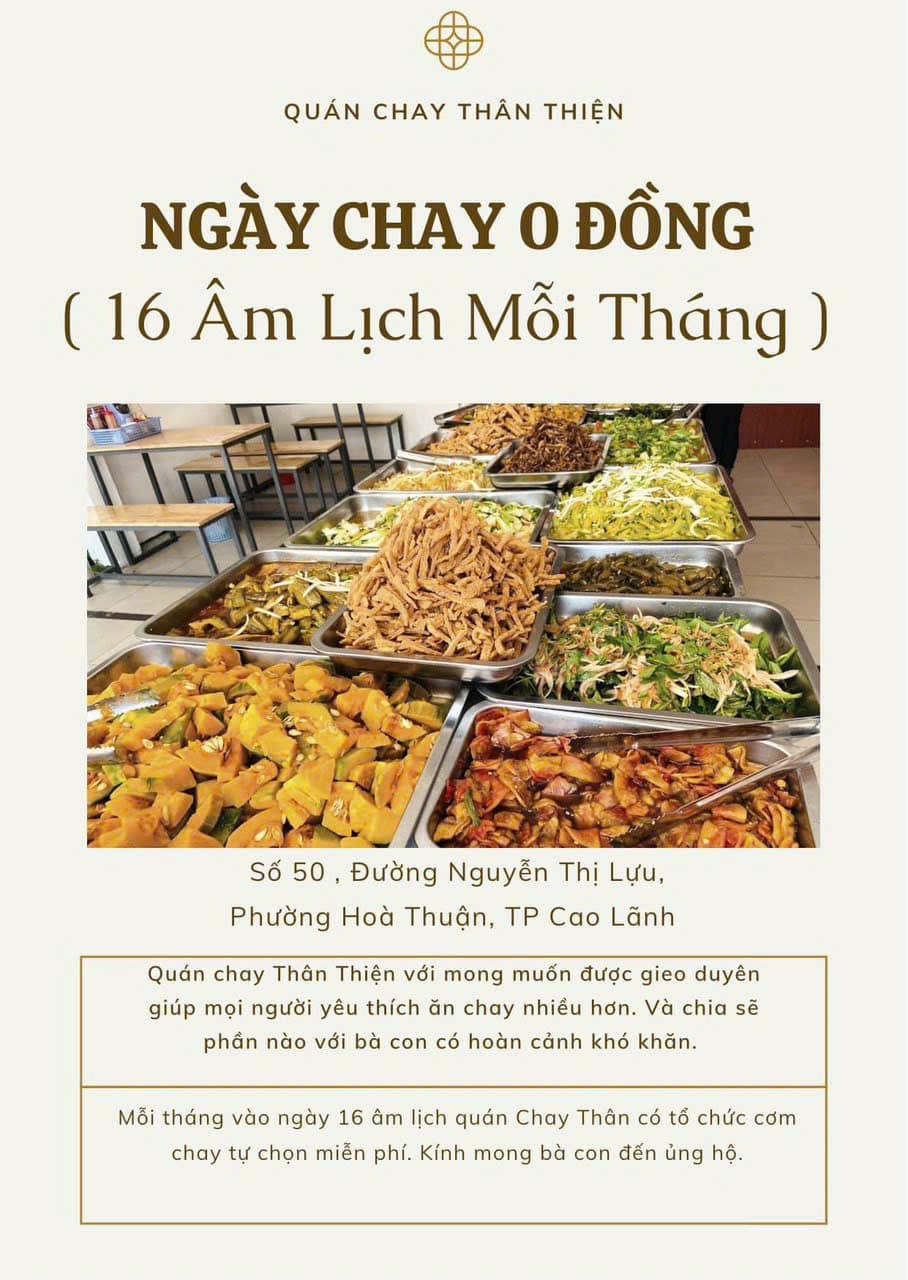 QUÁN CHAY THÂN THIỆN
NGÀY CHAY 0 ĐỒNG
( 16 Âm Lịch Mỗi Tháng )
Số 50 , Đường Nguyễn Thị Lựu,
Phường Hoà Thuận, TP Cao Lãnh
Quán chay Thân Thiện với mong muốn được gieo duyên
giúp mọi người yêu thích ăn chay nhiều hơn. Và chia sẽ
phần nào với bà con có hoàn cảnh khó khăn.
Mỗi tháng vào ngày 16 âm lịch quán Chay Thân có tổ chức cơm
chay tự chọn miễn phí. Kính mong bà con đến ủng hộ.